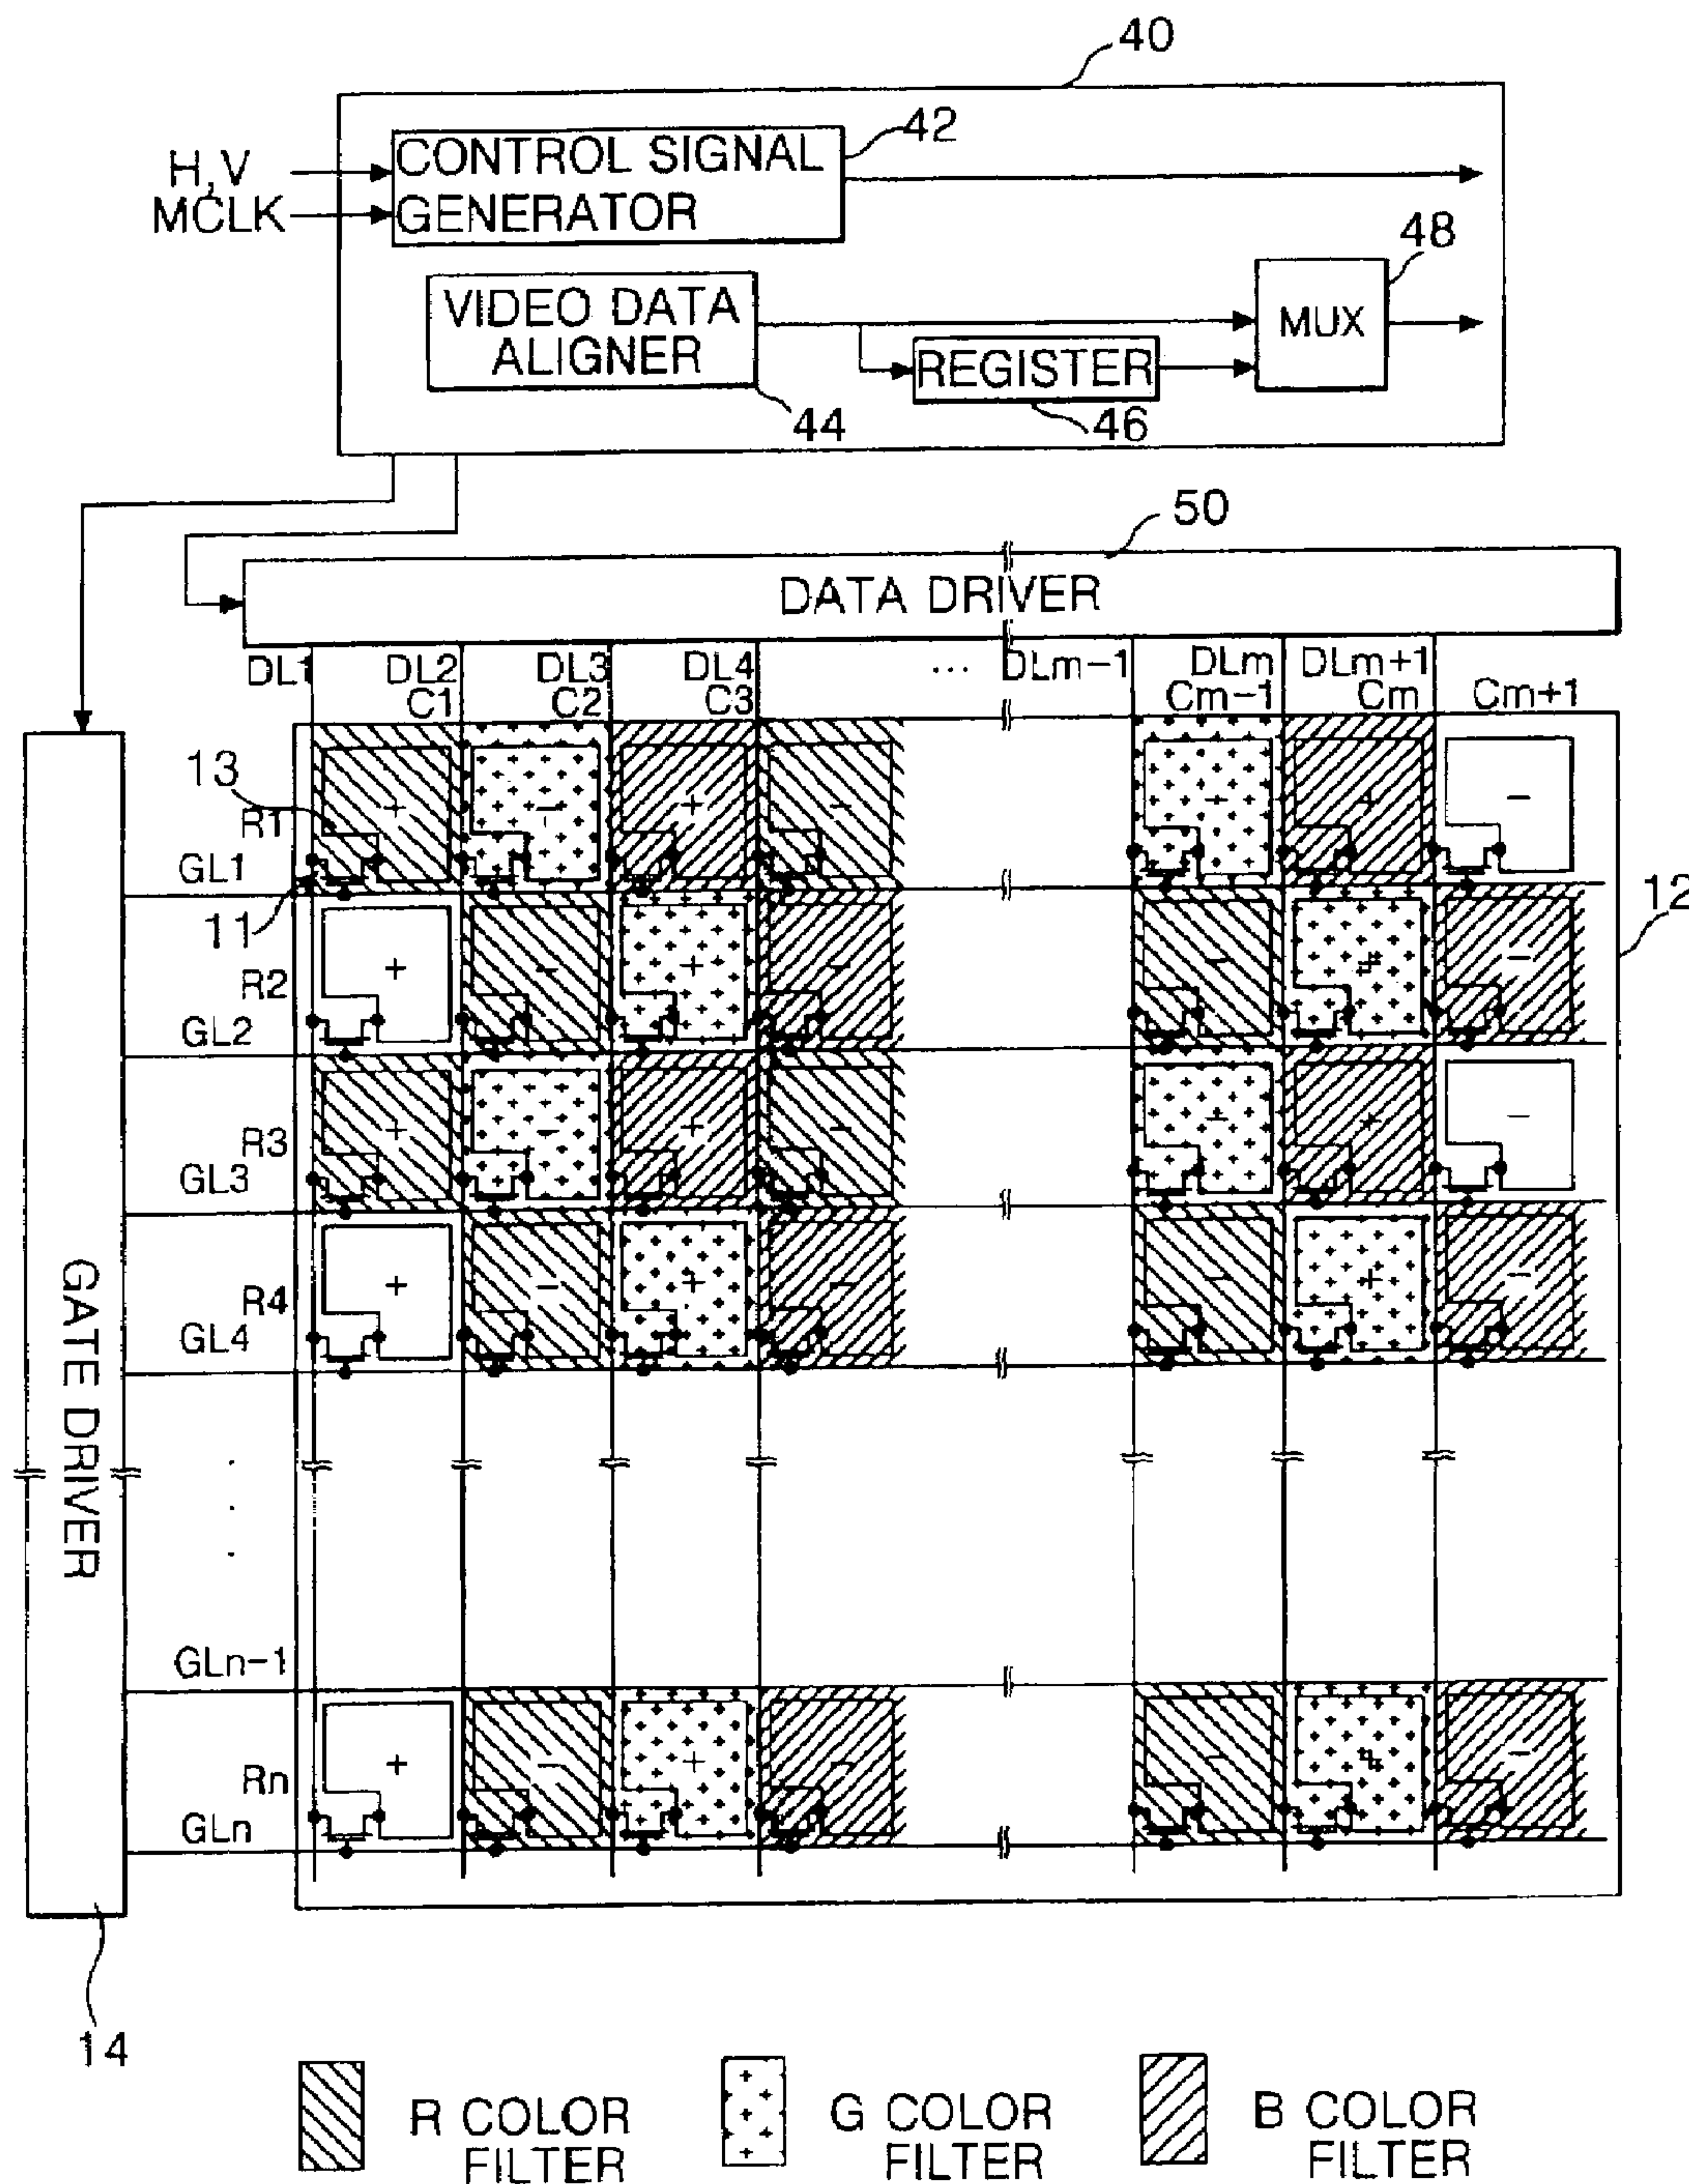 40
CONTROL SIGNAL
GENERATOR
42
H,V
MCLK
48
VIDEO DATA
ALIGNER
MUX
REGISTER
44
46
50
DATA DRIVER
DL1 DL2 DL3 DL4 ... DLm-1 DLm DLm+1
C1 C2 C3 Cm-1 Cm Cm+1
13
R1
+ - + - - + -
GL1
11
12
R2
+ - + - - + -
GL2
R3
+ - + - - + -
GL3
R4
+ - + - - + -
GL4
GATE DRIVER
GLn-1
Rn
+ - + - - + -
GLn
14
R COLOR
FILTER
G COLOR
FILTER
B COLOR
FILTER